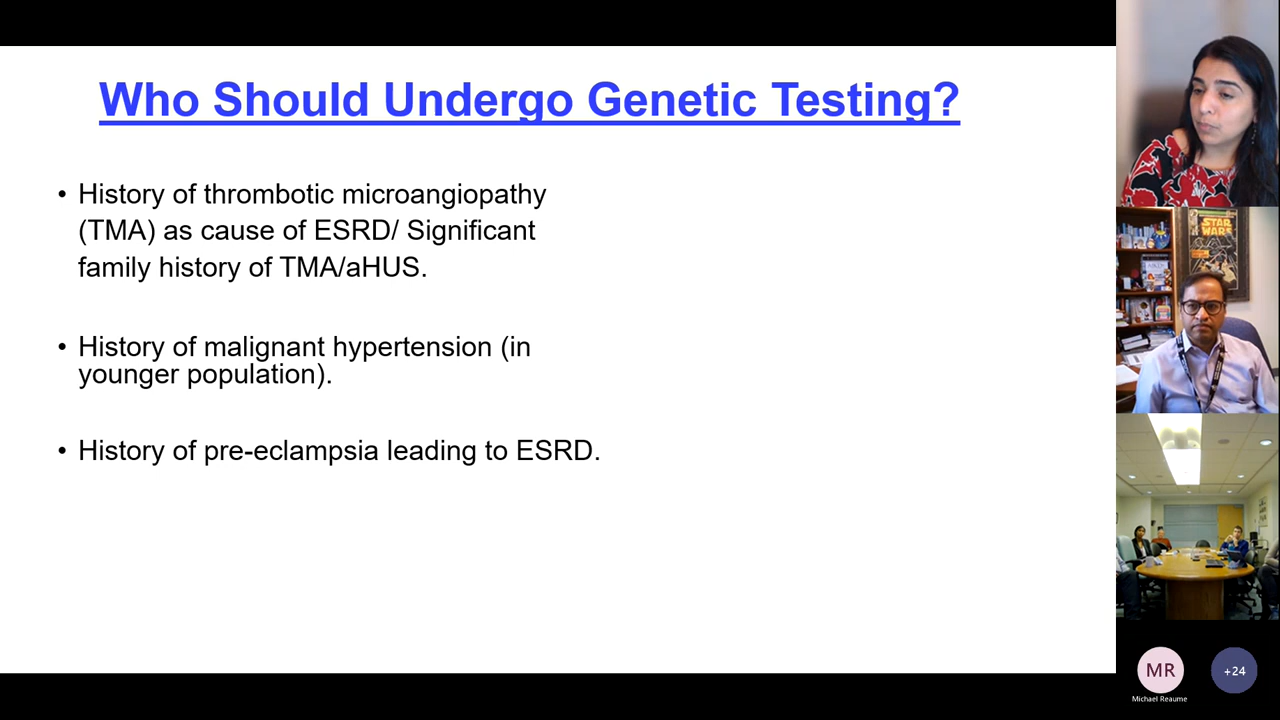 Who Should Undergo Genetic Testing?
• History of thrombotic microangiopathy
(TMA) as cause of ESRD/ Significant
family history of TMA/aHUS.
• History of malignant hypertension (in
younger population).
• History of pre-eclampsia leading to ESRD.
STAR
WARS
MR
+24
Michael Reaume